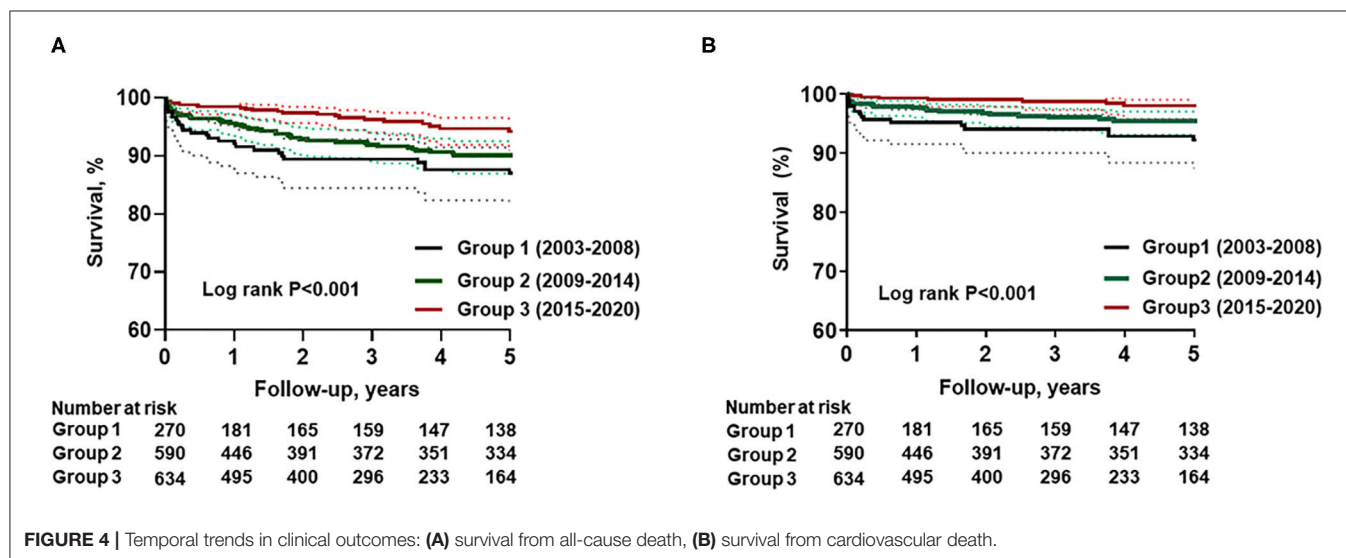 A
Survival, %
100
90
80
70
60
0 1 2 3 4 5
Follow-up, years
Group 1 (2003-2008)
Group 2 (2009-2014)
Group 3 (2015-2020)
Log rank P<0.001
Number at risk
Group 1 270 181 165 159 147 138
Group 2 590 446 391 372 351 334
Group 3 634 495 400 296 233 164
B
Survival (%)
100
90
80
70
60
0 1 2 3 4 5
Follow-up, years
Group1 (2003-2008)
Group2 (2009-2014)
Group3 (2015-2020)
Log rank P<0.001
Number at risk
Group 1 270 181 165 159 147 138
Group 2 590 446 391 372 351 334
Group 3 634 495 400 296 233 164
FIGURE 4 | Temporal trends in clinical outcomes: (A) survival from all-cause death, (B) survival from cardiovascular death.